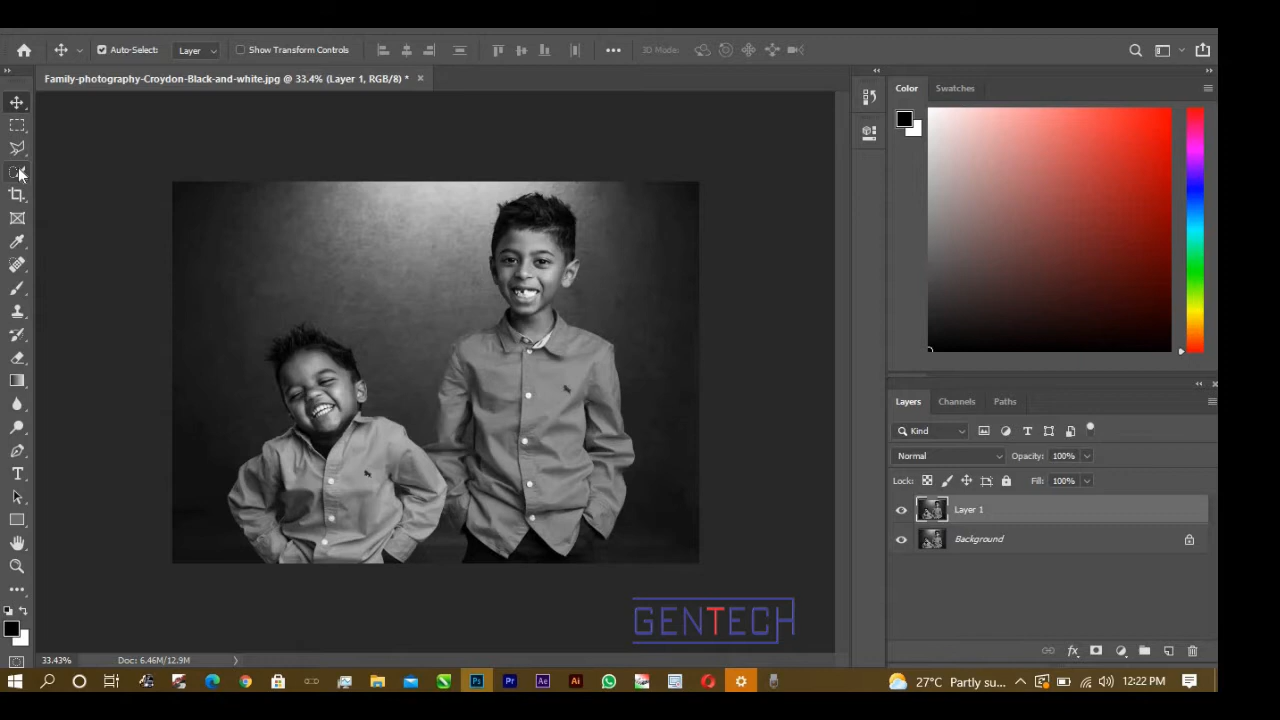 Auto-Select: Layer Show Transform Controls 3D Mode:
Family-photography-Croydon-Black-and-white.jpg @ 33.4% (Layer 1, RGB/8) *
Color Swatches
Layers Channels Paths
Kind
Normal Opacity: 100%
Lock: Fill: 100%
Layer 1
Background
GENTECH
33.43% Doc: 6.46M/12.9M
27°C Partly su... 12:22 PM